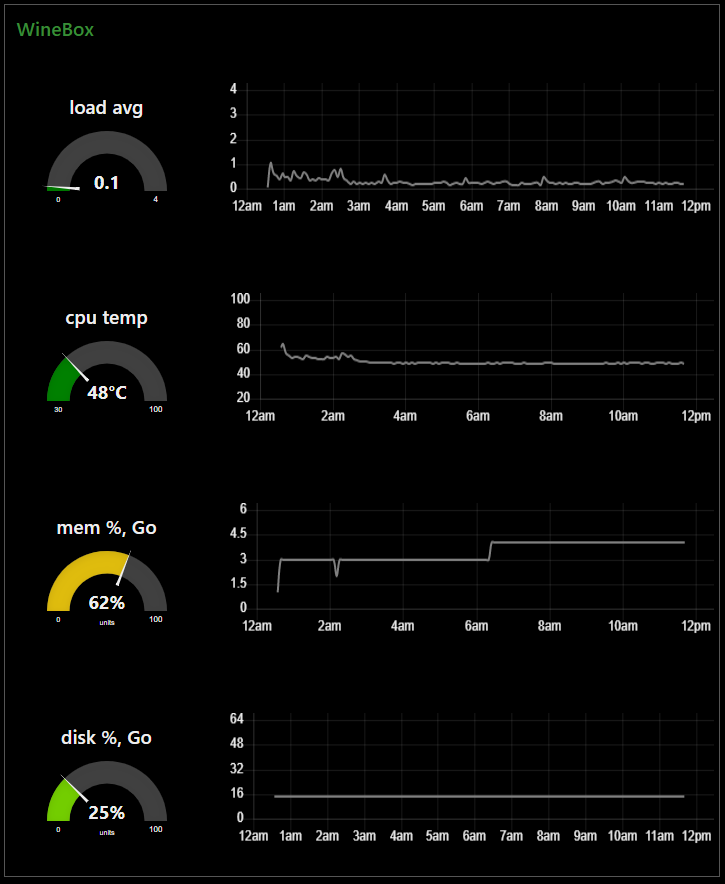 WineBox
load avg
0.1
0 4
4
3
2
1
0
12am 1am 2am 3am 4am 5am 6am 7am 8am 9am 10am 11am 12pm
cpu temp
48°C
30 100
100
80
60
40
20
12am 2am 4am 6am 8am 10am 12pm
mem %, Go
62%
units
0 100
6
4.5
3
1.5
0
12am 2am 4am 6am 8am 10am 12pm
disk %, Go
25%
units
0 100
64
48
32
16
0
12am 1am 2am 3am 4am 5am 6am 7am 8am 9am 10am 11am 12pm